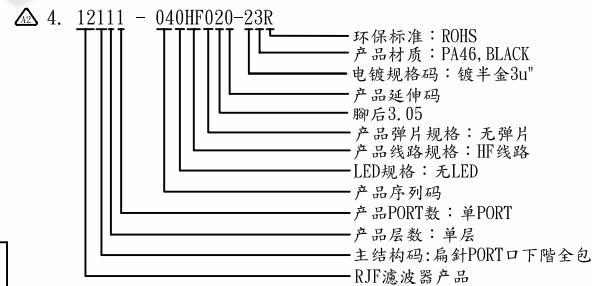 A2 4. 12111 - 040HF020-23R
环保标准：ROHS
产品材质：PA46,BLACK
电镀规格码：镀半金3u"
产品延伸码
腳后3.05
产品弹片规格：无弹片
产品线路规格：HF线路
LED规格：无LED
产品序列码
产品PORT数：单PORT
产品层数：单层
主结构码:扁針PORT口下階全包
RJF滤波器产品